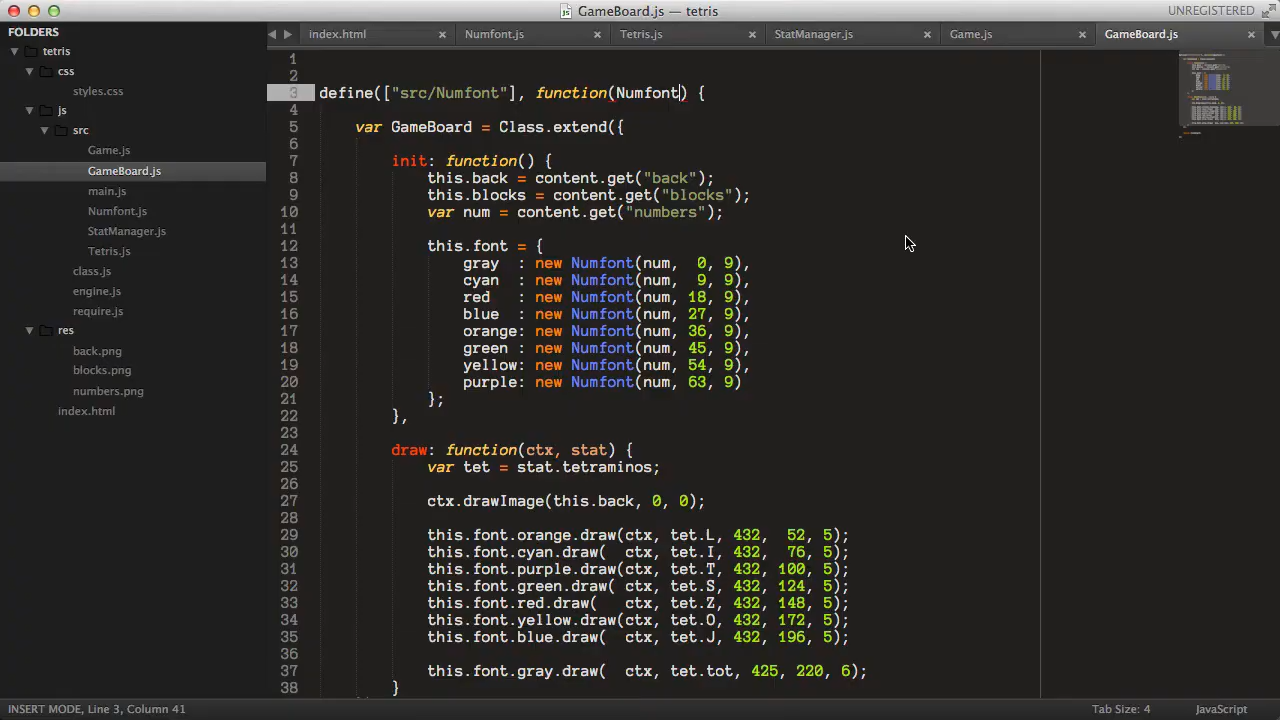 GameBoard.js — tetris
UNREGISTERED
FOLDERS
tetris
css
styles.css
js
src
Game.js
GameBoard.js
main.js
Numfont.js
StatManager.js
Tetris.js
class.js
engine.js
require.js
res
back.png
blocks.png
numbers.png
index.html
index.html Numfont.js Tetris.js StatManager.js Game.js GameBoard.js
1
2
3 define(["src/Numfont"], function(Numfont) {
4
5 var GameBoard = Class.extend({
6
7 init: function() {
8 this.back = content.get("back");
9 this.blocks = content.get("blocks");
10 var num = content.get("numbers");
11
12 this.font = {
13 gray : new Numfont(num, 0, 9),
14 cyan : new Numfont(num, 9, 9),
15 red : new Numfont(num, 18, 9),
16 blue : new Numfont(num, 27, 9),
17 orange: new Numfont(num, 36, 9),
18 green : new Numfont(num, 45, 9),
19 yellow: new Numfont(num, 54, 9),
20 purple: new Numfont(num, 63, 9)
21 };
22 },
23
24 draw: function(ctx, stat) {
25 var tet = stat.tetraminos;
26
27 ctx.drawImage(this.back, 0, 0);
28
29 this.font.orange.draw(ctx, tet.L, 432, 52, 5);
30 this.font.cyan.draw( ctx, tet.I, 432, 76, 5);
31 this.font.purple.draw(ctx, tet.T, 432, 100, 5);
32 this.font.green.draw( ctx, tet.S, 432, 124, 5);
33 this.font.red.draw( ctx, tet.Z, 432, 148, 5);
34 this.font.yellow.draw(ctx, tet.O, 432, 172, 5);
35 this.font.blue.draw( ctx, tet.J, 432, 196, 5);
36
37 this.font.gray.draw( ctx, tet.tot, 425, 220, 6);
38 }
INSERT MODE, Line 3, Column 41
Tab Size: 4
JavaScript